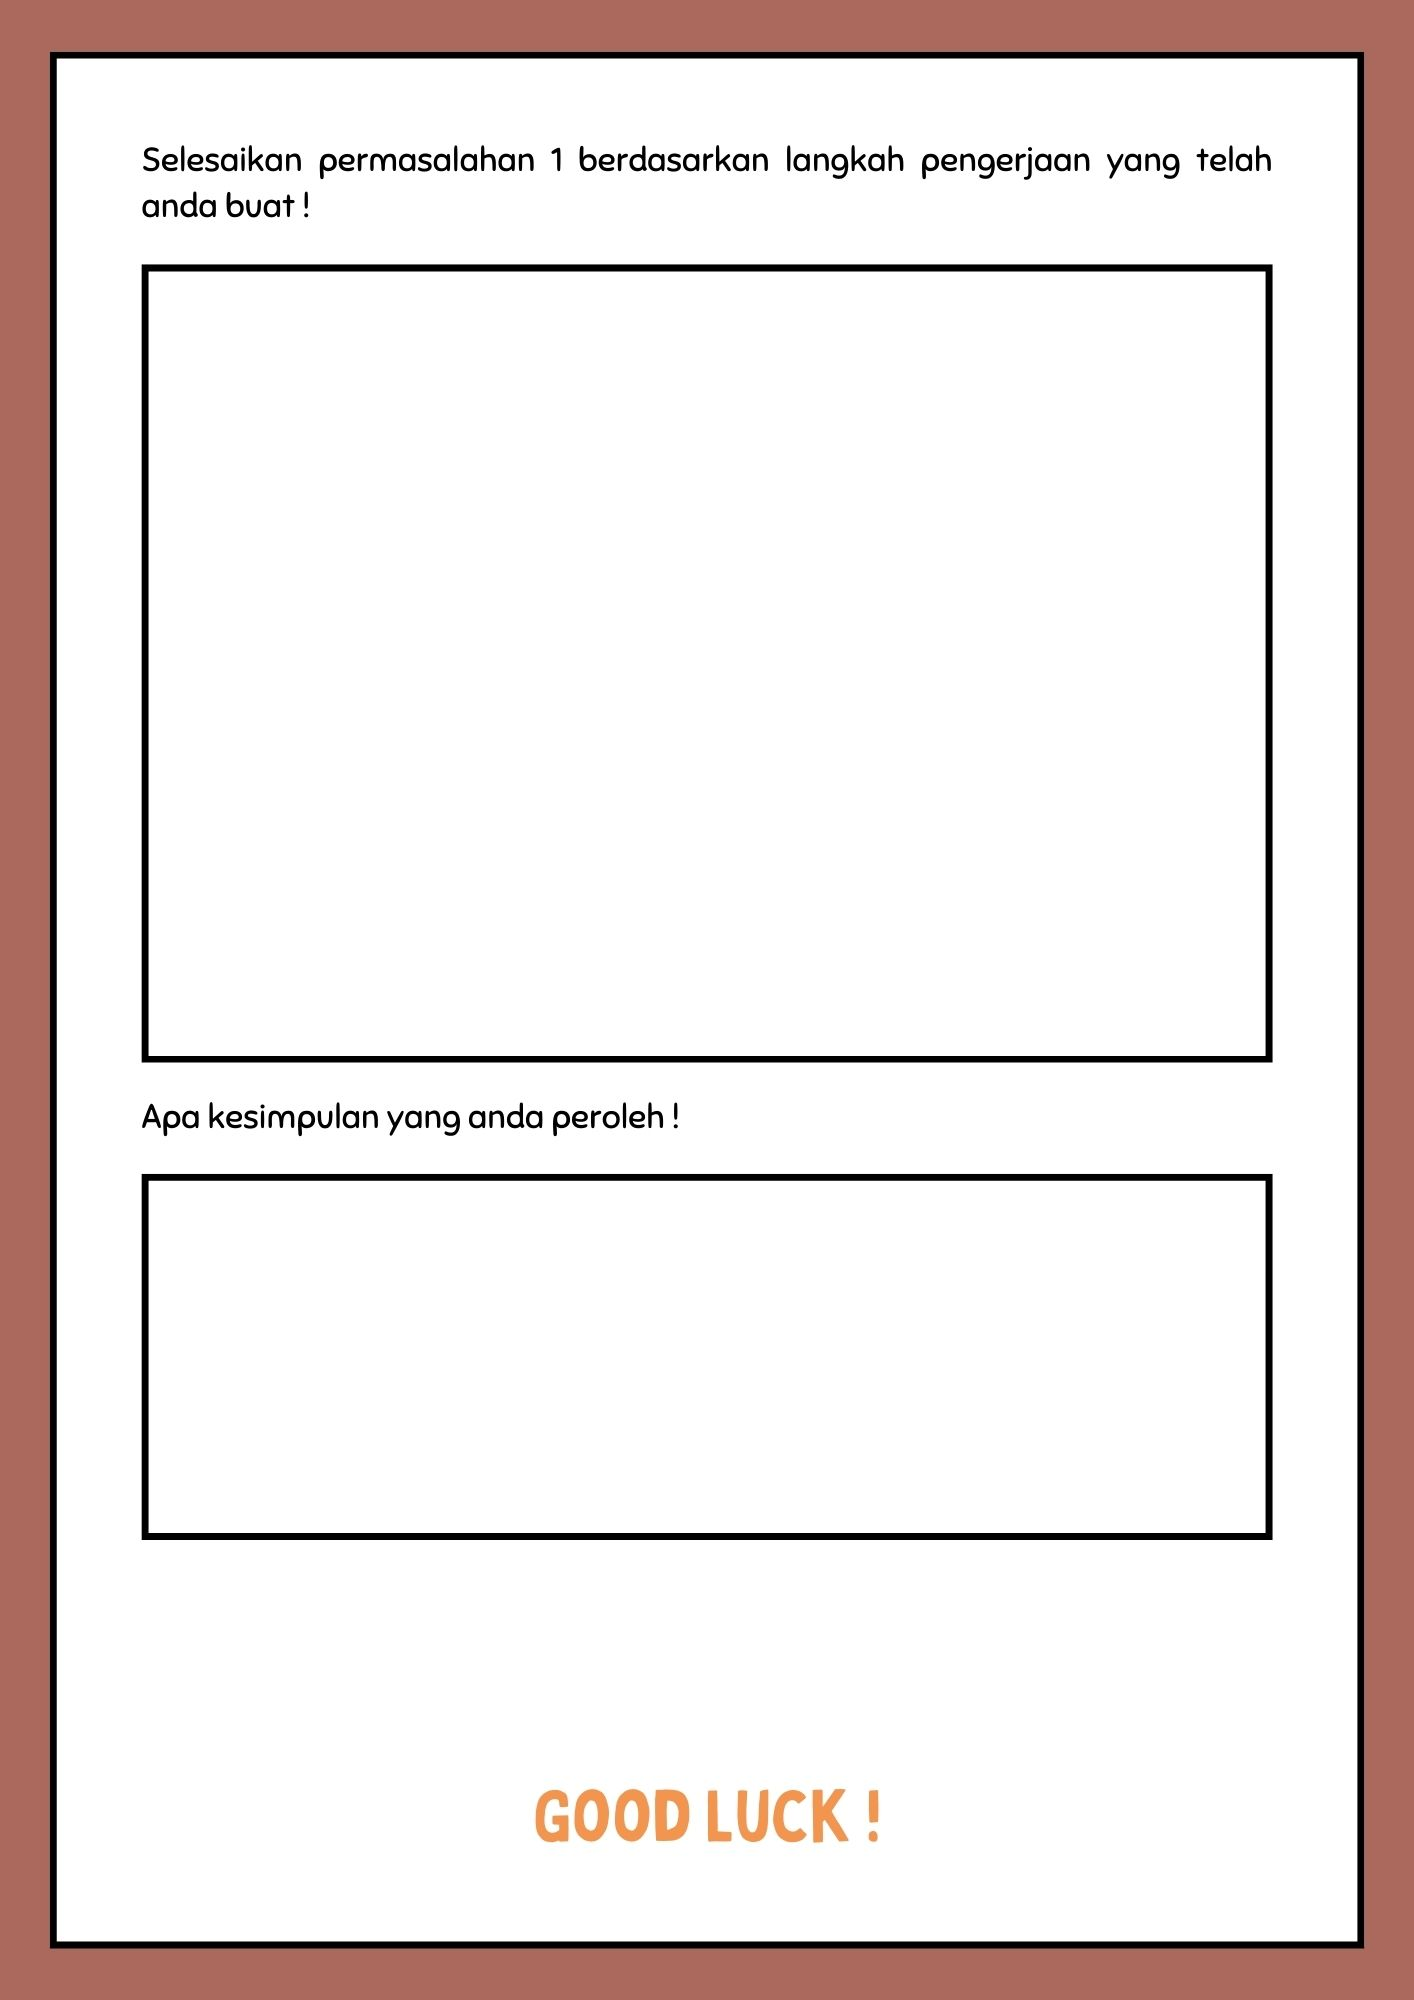 Selesaikan permasalahan 1 berdasarkan langkah pengerjaan yang telah
anda buat !
Apa kesimpulan yang anda peroleh !
GOOD LUCK !